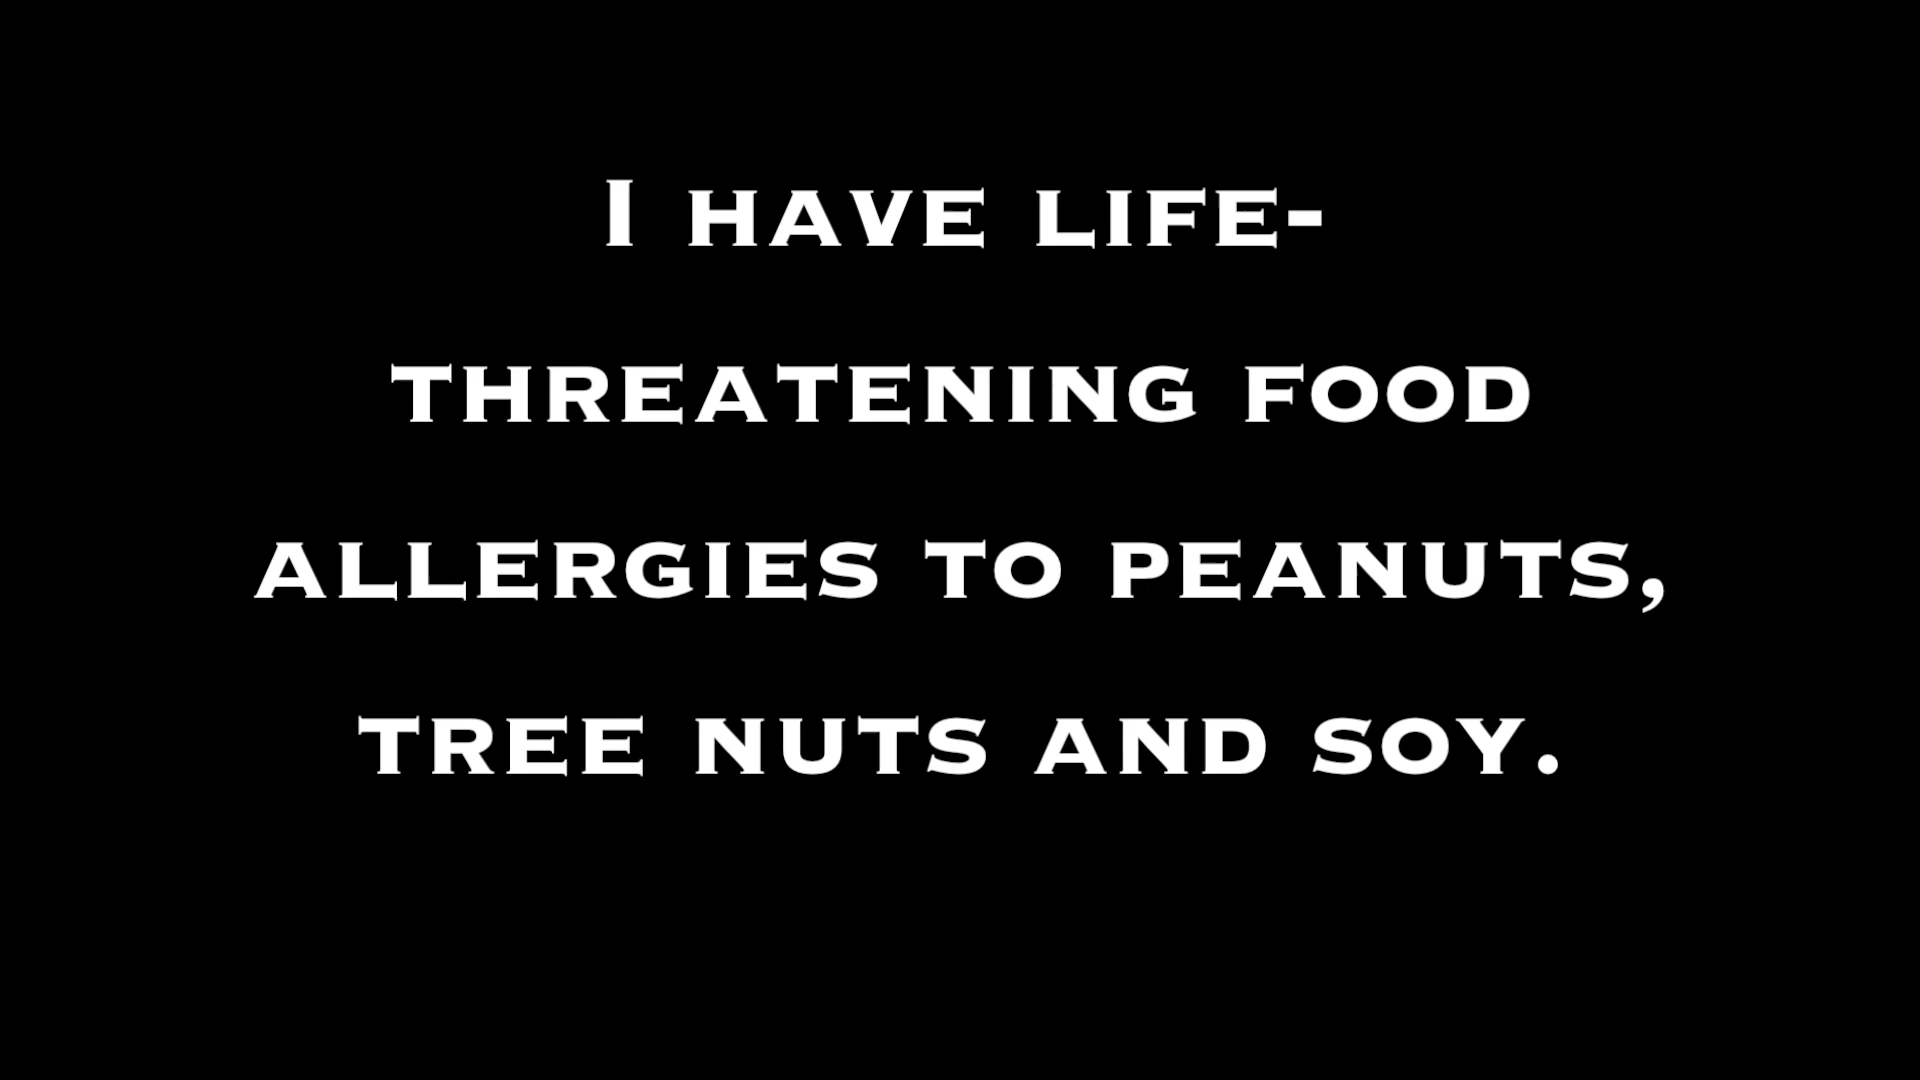 I HAVE LIFE-
THREATENING FOOD
ALLERGIES TO PEANUTS,
TREE NUTS AND SOY.